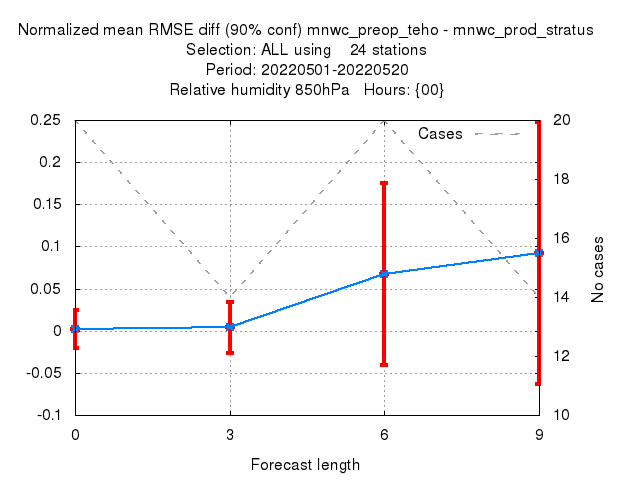 Normalized mean RMSE diff (90% conf) mnwc_preop_teho - mnwc_prod_stratus
Selection: ALL using 24 stations
Period: 20220501-20220520
Relative humidity 850hPa Hours: {00}
Cases
0.25
0.2
0.15
0.1
0.05
0
-0.05
-0.1
20
18
16
14
12
10
No cases
0 3 6 9
Forecast length